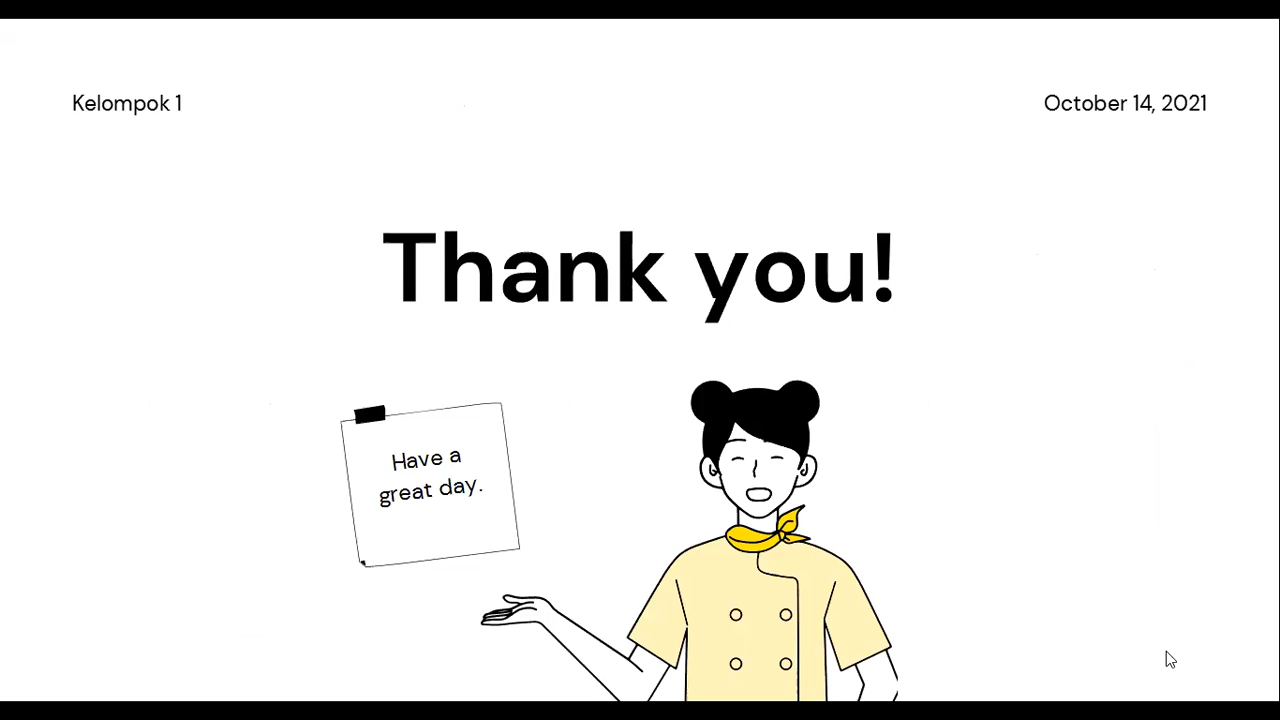 Kelompok 1
October 14, 2021
Thank you!
Have a
great day.